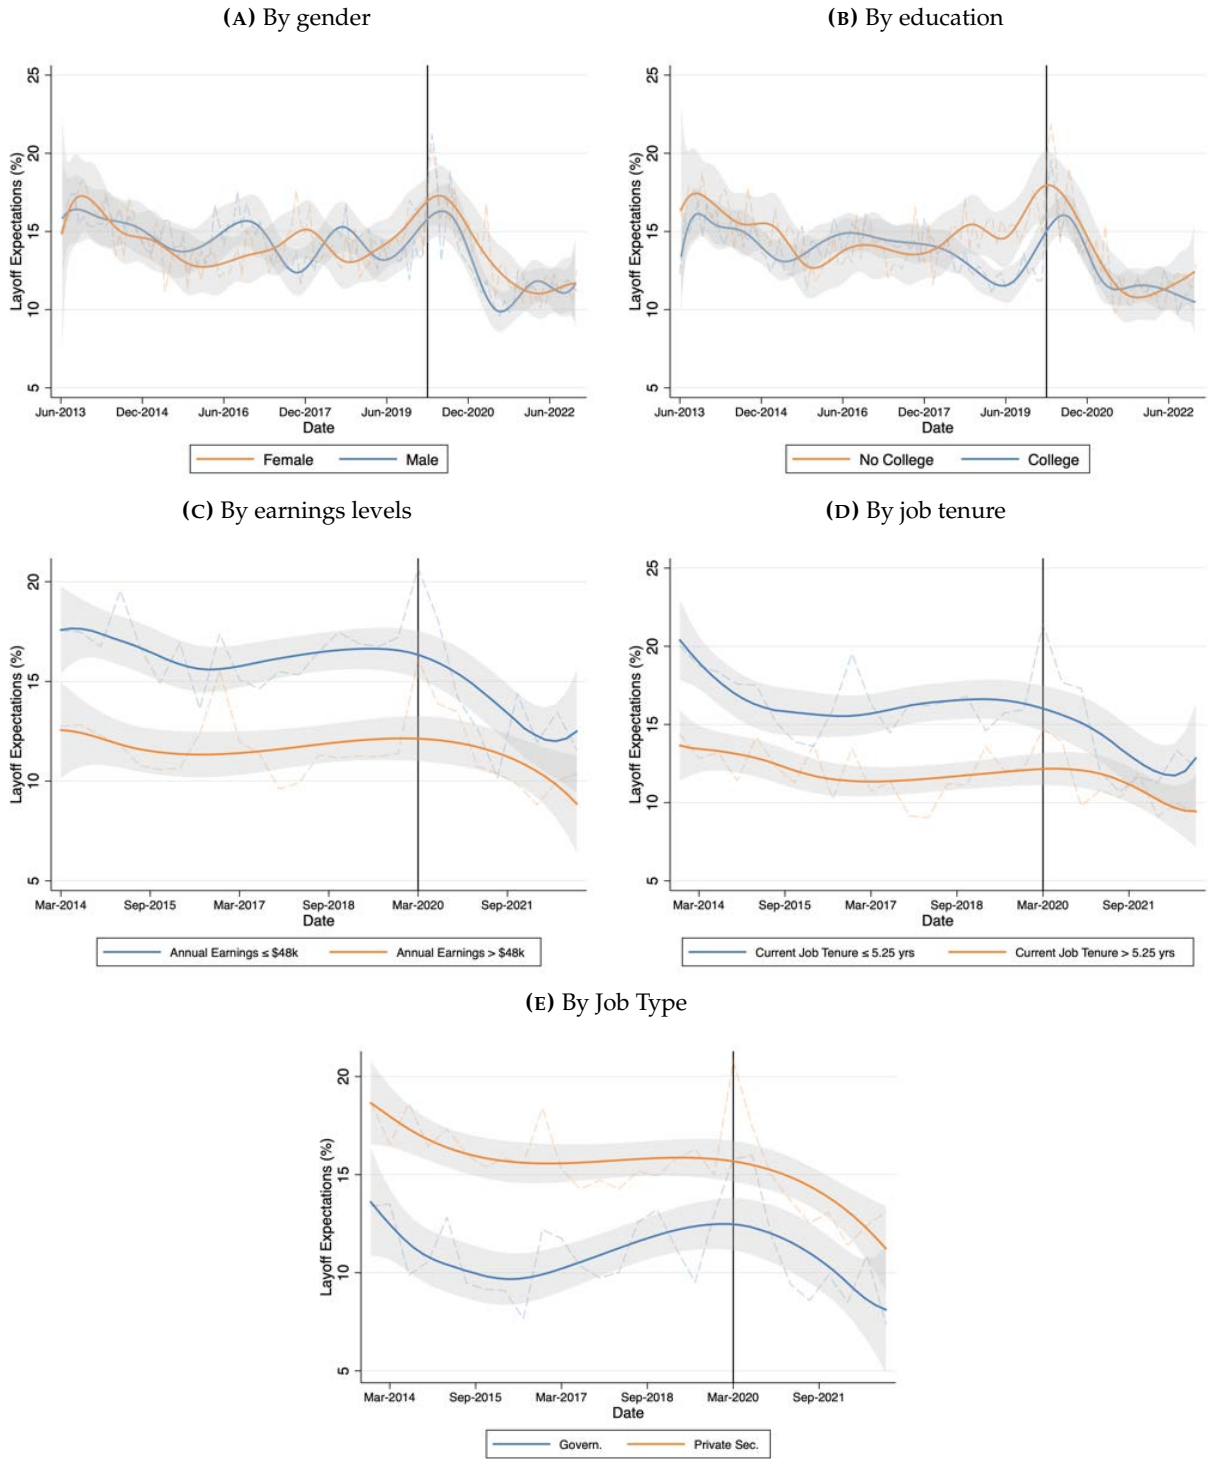 (A) By gender
(B) By education
Layoff Expectations (%)
25
20
15
10
5
Jun-2013 Dec-2014 Jun-2016 Dec-2017 Jun-2019 Dec-2020 Jun-2022
Date
Female Male
Layoff Expectations (%)
25
20
15
10
5
Jun-2013 Dec-2014 Jun-2016 Dec-2017 Jun-2019 Dec-2020 Jun-2022
Date
No College College
(C) By earnings levels
(D) By job tenure
Layoff Expectations (%)
20
15
10
5
Mar-2014 Sep-2015 Mar-2017 Sep-2018 Mar-2020 Sep-2021
Date
Annual Earnings ≤ $48k Annual Earnings > $48k
Layoff Expectations (%)
25
20
15
10
5
Mar-2014 Sep-2015 Mar-2017 Sep-2018 Mar-2020 Sep-2021
Date
Current Job Tenure ≤ 5.25 yrs Current Job Tenure > 5.25 yrs
(E) By Job Type
Layoff Expectations (%)
20
15
10
5
Mar-2014 Sep-2015 Mar-2017 Sep-2018 Mar-2020 Sep-2021
Date
Govern. Private Sec.